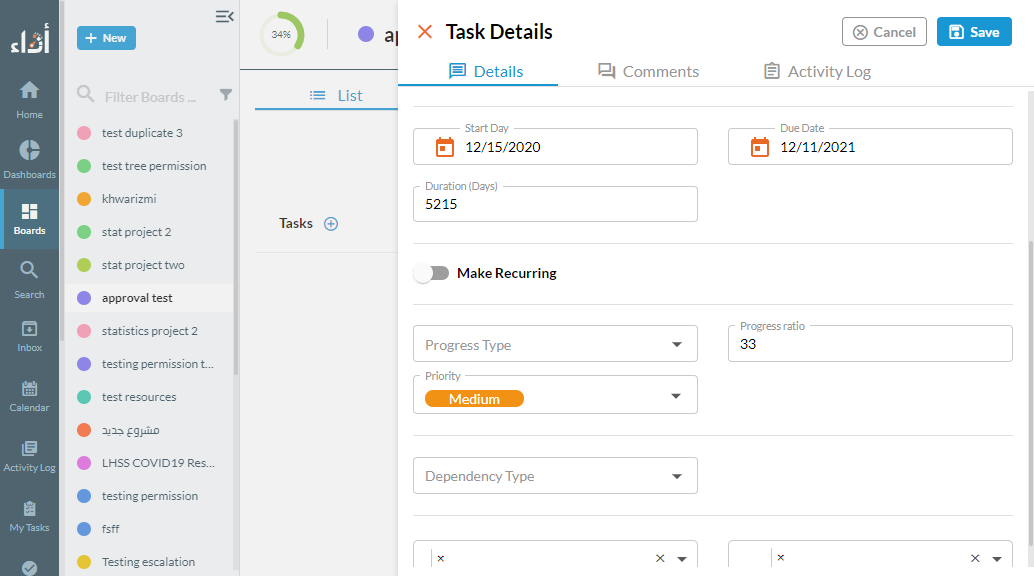 أداء
Home
Dashboards
Boards
Search
Inbox
Calendar
Activity Log
My Tasks
+ New
Filter Boards ...
test duplicate 3
test tree permission
khwarizmi
stat project 2
stat project two
approval test
statistics project 2
testing permission t...
test resources
مشروع جديد
LHSS COVID19 Res...
testing permission
fsff
Testing escalation
34%
ap
List
Tasks
Task Details
Cancel
Save
Details
Comments
Activity Log
Start Day
12/15/2020
Due Date
12/11/2021
Duration (Days)
5215
Make Recurring
Progress Type
Progress ratio
33
Priority
Medium
Dependency Type